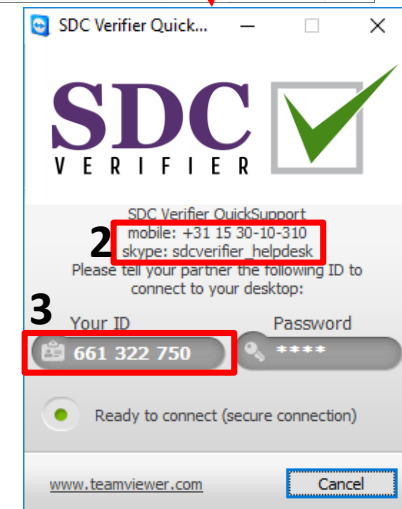 SDC Verifier Quick...
SDC
VERIFIER
SDC Verifier QuickSupport
mobile: +31 15 30-10-310
2
skype: sdcverifier_helpdesk
Please tell your partner the following ID to
connect to your desktop:
3
Your ID
Password
661 322 750
****
Ready to connect (secure connection)
www.teamviewer.com
Cancel